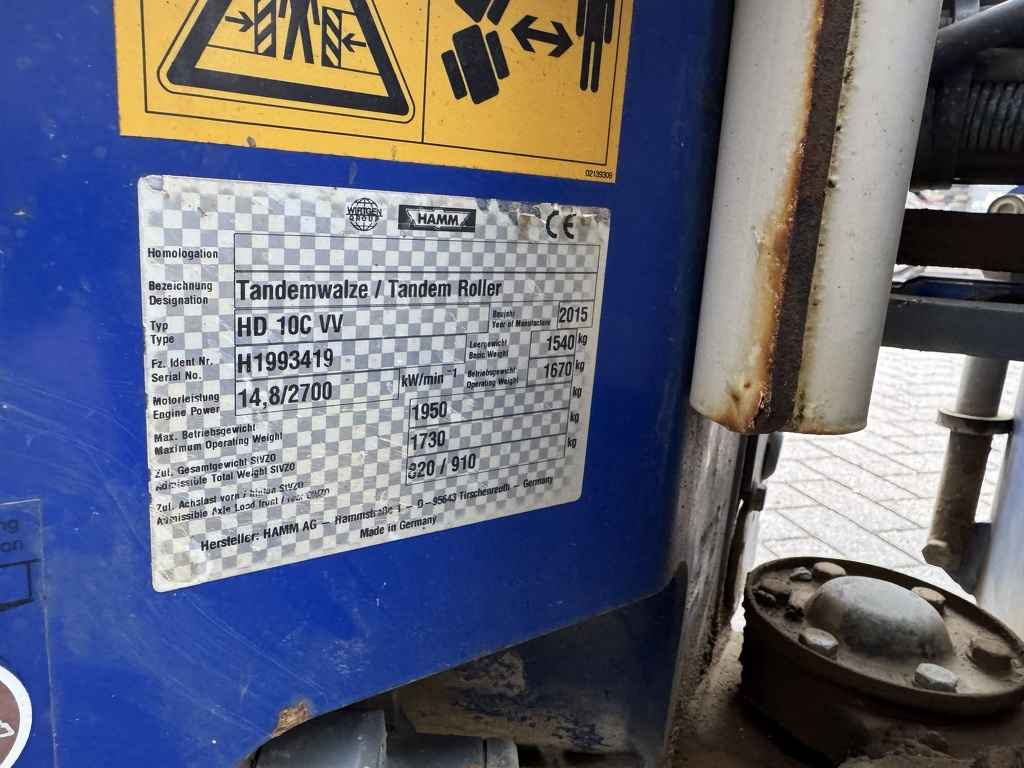 02139309
WIRTGEN GROUP
HAMM
CE
Homologation
Bezeichnung
Designation
Tandemwalze / Tandem Roller
Typ
Type
HD 10C VV
Baujahr
Year of Manufacture
2015
Fz. Ident Nr.
Serial No.
H1993419
Leergewicht
Basic Weight
1540 kg
Motorleistung
Engine Power
14,8/2700 kW/min -1
Betriebsgewicht
Operating Weight
1670 kg
Max. Betriebsgewicht
Maximum Operating Weight
1950 kg
Zul. Gesamtgewicht StVZO
Admissible Total Weight StVZO
1730 kg
Zul. Achslast vorn / hinten StVZO
Admissible Axle Load front / rear StVZO
820 / 910 kg
Hersteller: HAMM AG – Hammstraße 1 – D-95643 Tirschenreuth – Germany
Made in Germany